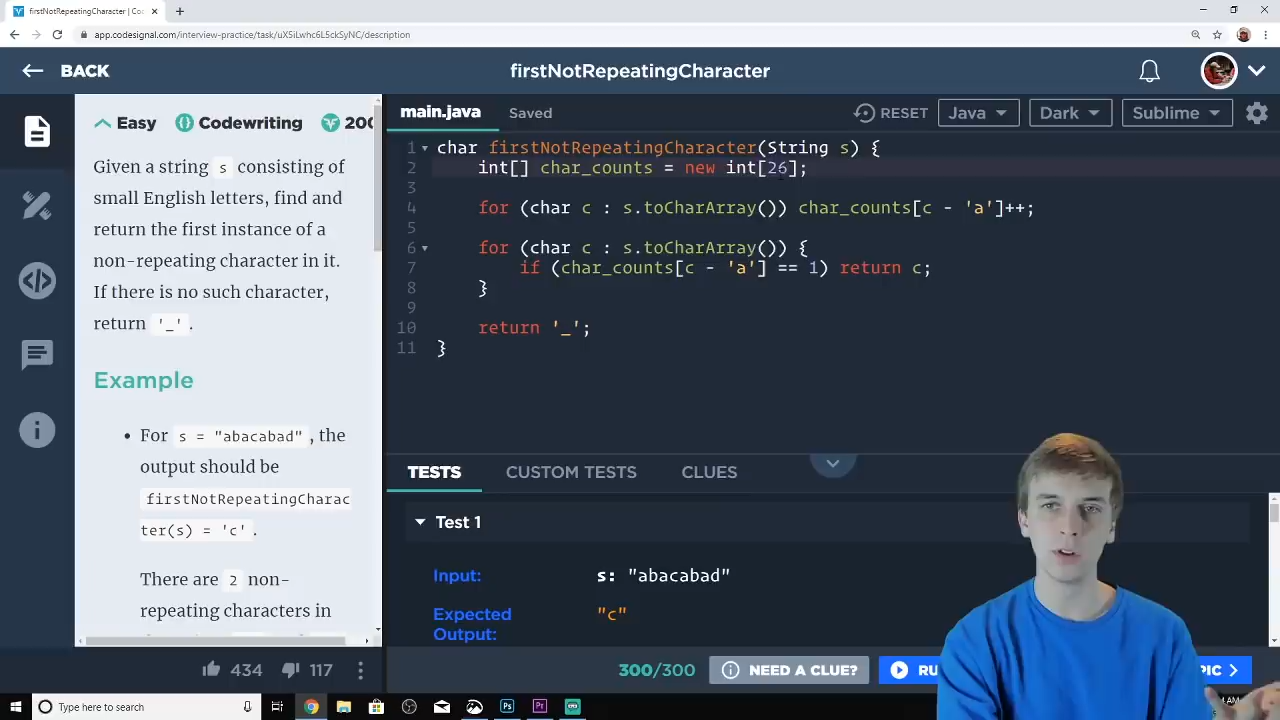 firstNotRepeatingCharacter | Co
app.codesignal.com/interview-practice/task/uX5iLwhc6L5ckSyNC/description
BACK
firstNotRepeatingCharacter
Easy
Codewriting
200
Given a string s consisting of
small English letters, find and
return the first instance of a
non-repeating character in it.
If there is no such character,
return '_' .
Example
• For s = "abacabad" , the
output should be
firstNotRepeatingCharac
ter(s) = 'c' .
There are 2 non-
repeating characters in
434
117
main.java
Saved
RESET
Java
Dark
Sublime
1 char firstNotRepeatingCharacter(String s) {
2 int[] char_counts = new int[26];
3
4 for (char c : s.toCharArray()) char_counts[c - 'a']++;
5
6 for (char c : s.toCharArray()) {
7 if (char_counts[c - 'a'] == 1) return c;
8 }
9
10 return '_';
11 }
TESTS
CUSTOM TESTS
CLUES
Test 1
Input:
s: "abacabad"
Expected
Output:
"c"
300/300
NEED A CLUE?
RU
PIC
Type here to search